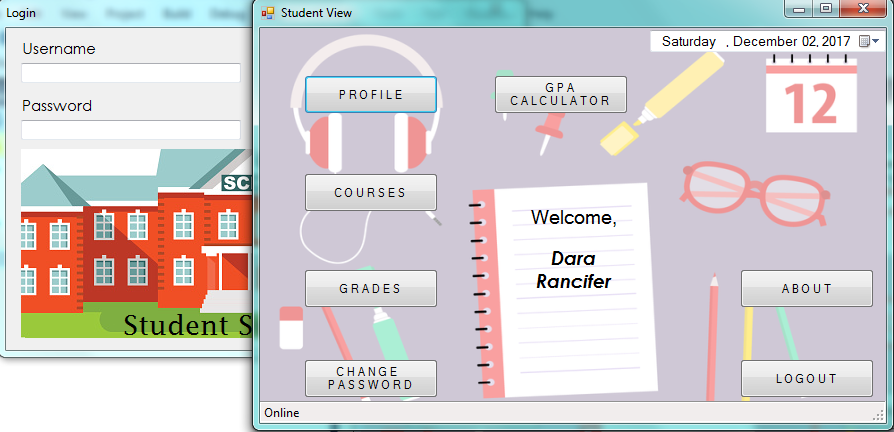 Login
Username
Password
SC
Student S
Student View
Saturday , December 02, 2017
PROFILE
GPA
CALCULATOR
12
COURSES
Welcome,
Dara
Rancifer
GRADES
ABOUT
CHANGE
PASSWORD
LOGOUT
Online